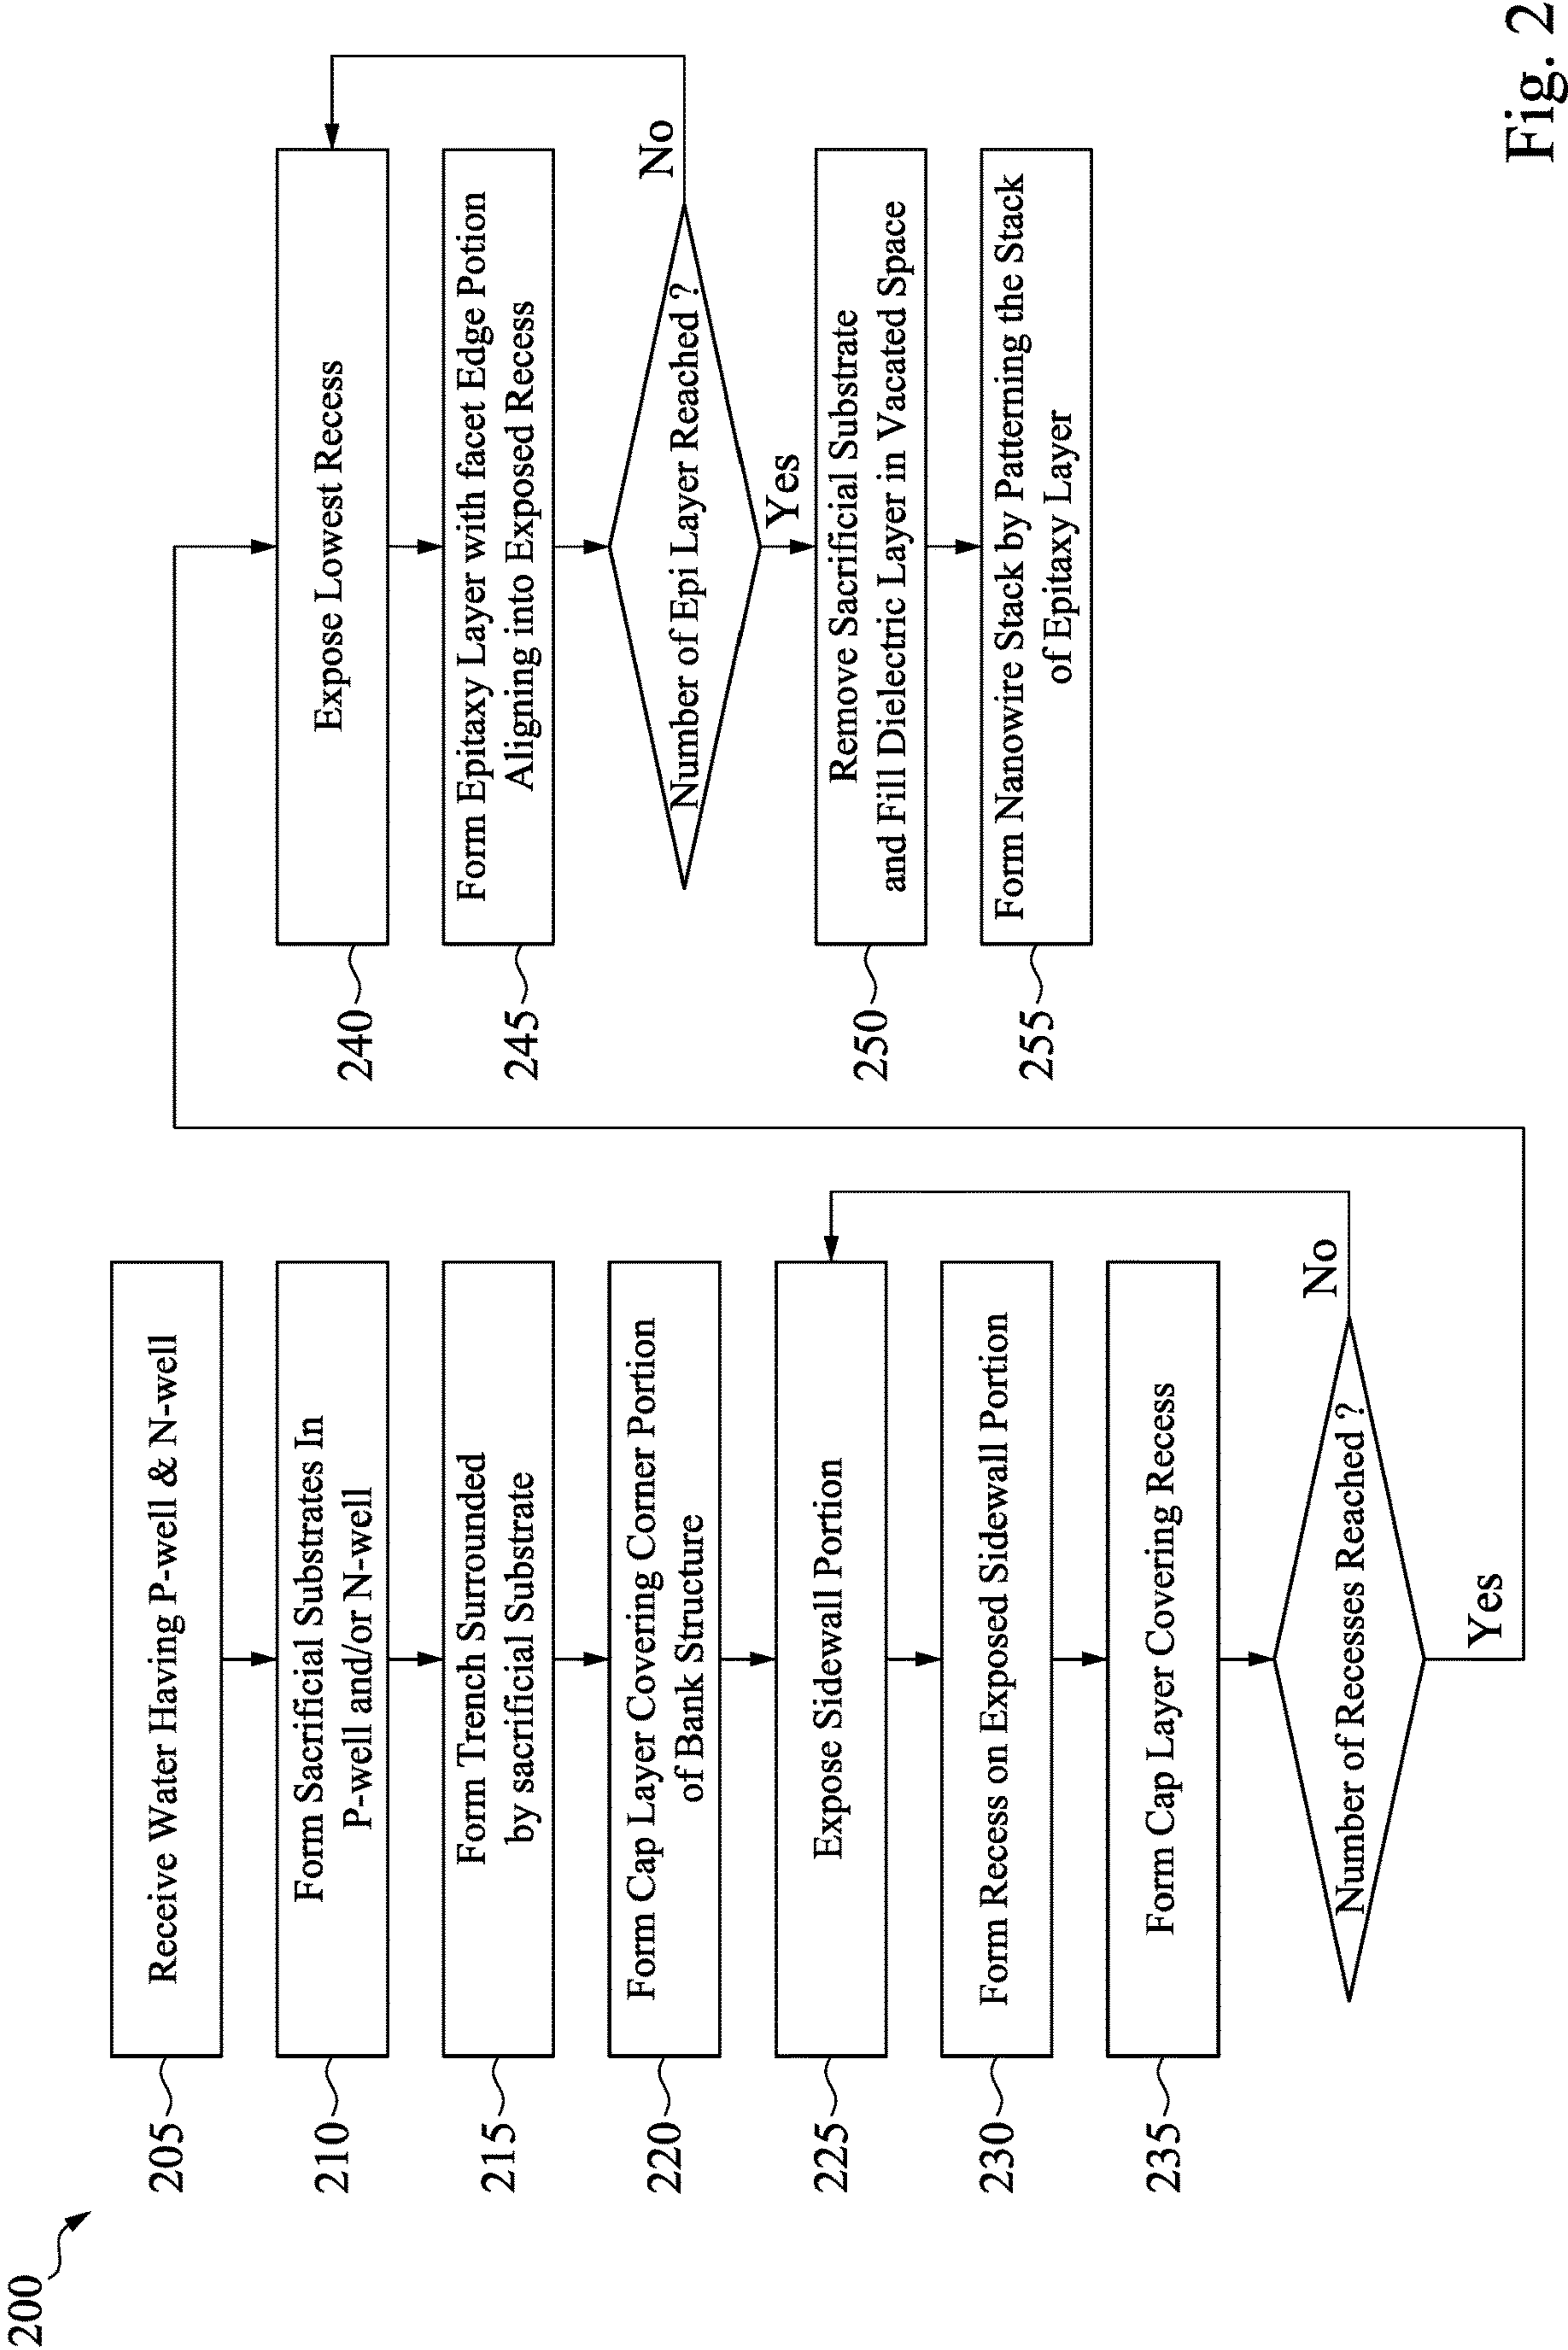 200
205
Receive Water Having P-well & N-well
210
Form Sacrificial Substrates In
P-well and/or N-well
215
Form Trench Surrounded
by sacrificial Substrate
220
Form Cap Layer Covering Corner Portion
of Bank Structure
225
Expose Sidewall Portion
230
Form Recess on Exposed Sidewall Portion
235
Form Cap Layer Covering Recess
Number of Recesses Reached ?
No
Yes
240
Expose Lowest Recess
245
Form Epitaxy Layer with facet Edge Potion
Aligning into Exposed Recess
Number of Epi Layer Reached ?
No
Yes
250
Remove Sacrificial Substrate
and Fill Dielectric Layer in Vacated Space
255
Form Nanowire Stack by Patterning the Stack
of Epitaxy Layer
Fig. 2